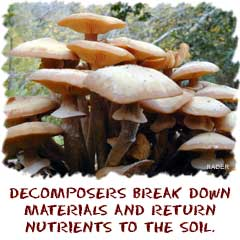 RADER
DECOMPOSERS BREAK DOWN
MATERIALS AND RETURN
NUTRIENTS TO THE SOIL.